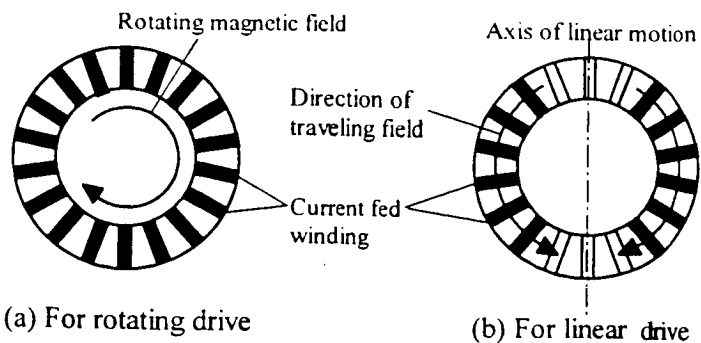 Rotating magnetic field
Axis of linear motion
Direction of
traveling field
Current fed
winding
(a) For rotating drive
(b) For linear drive